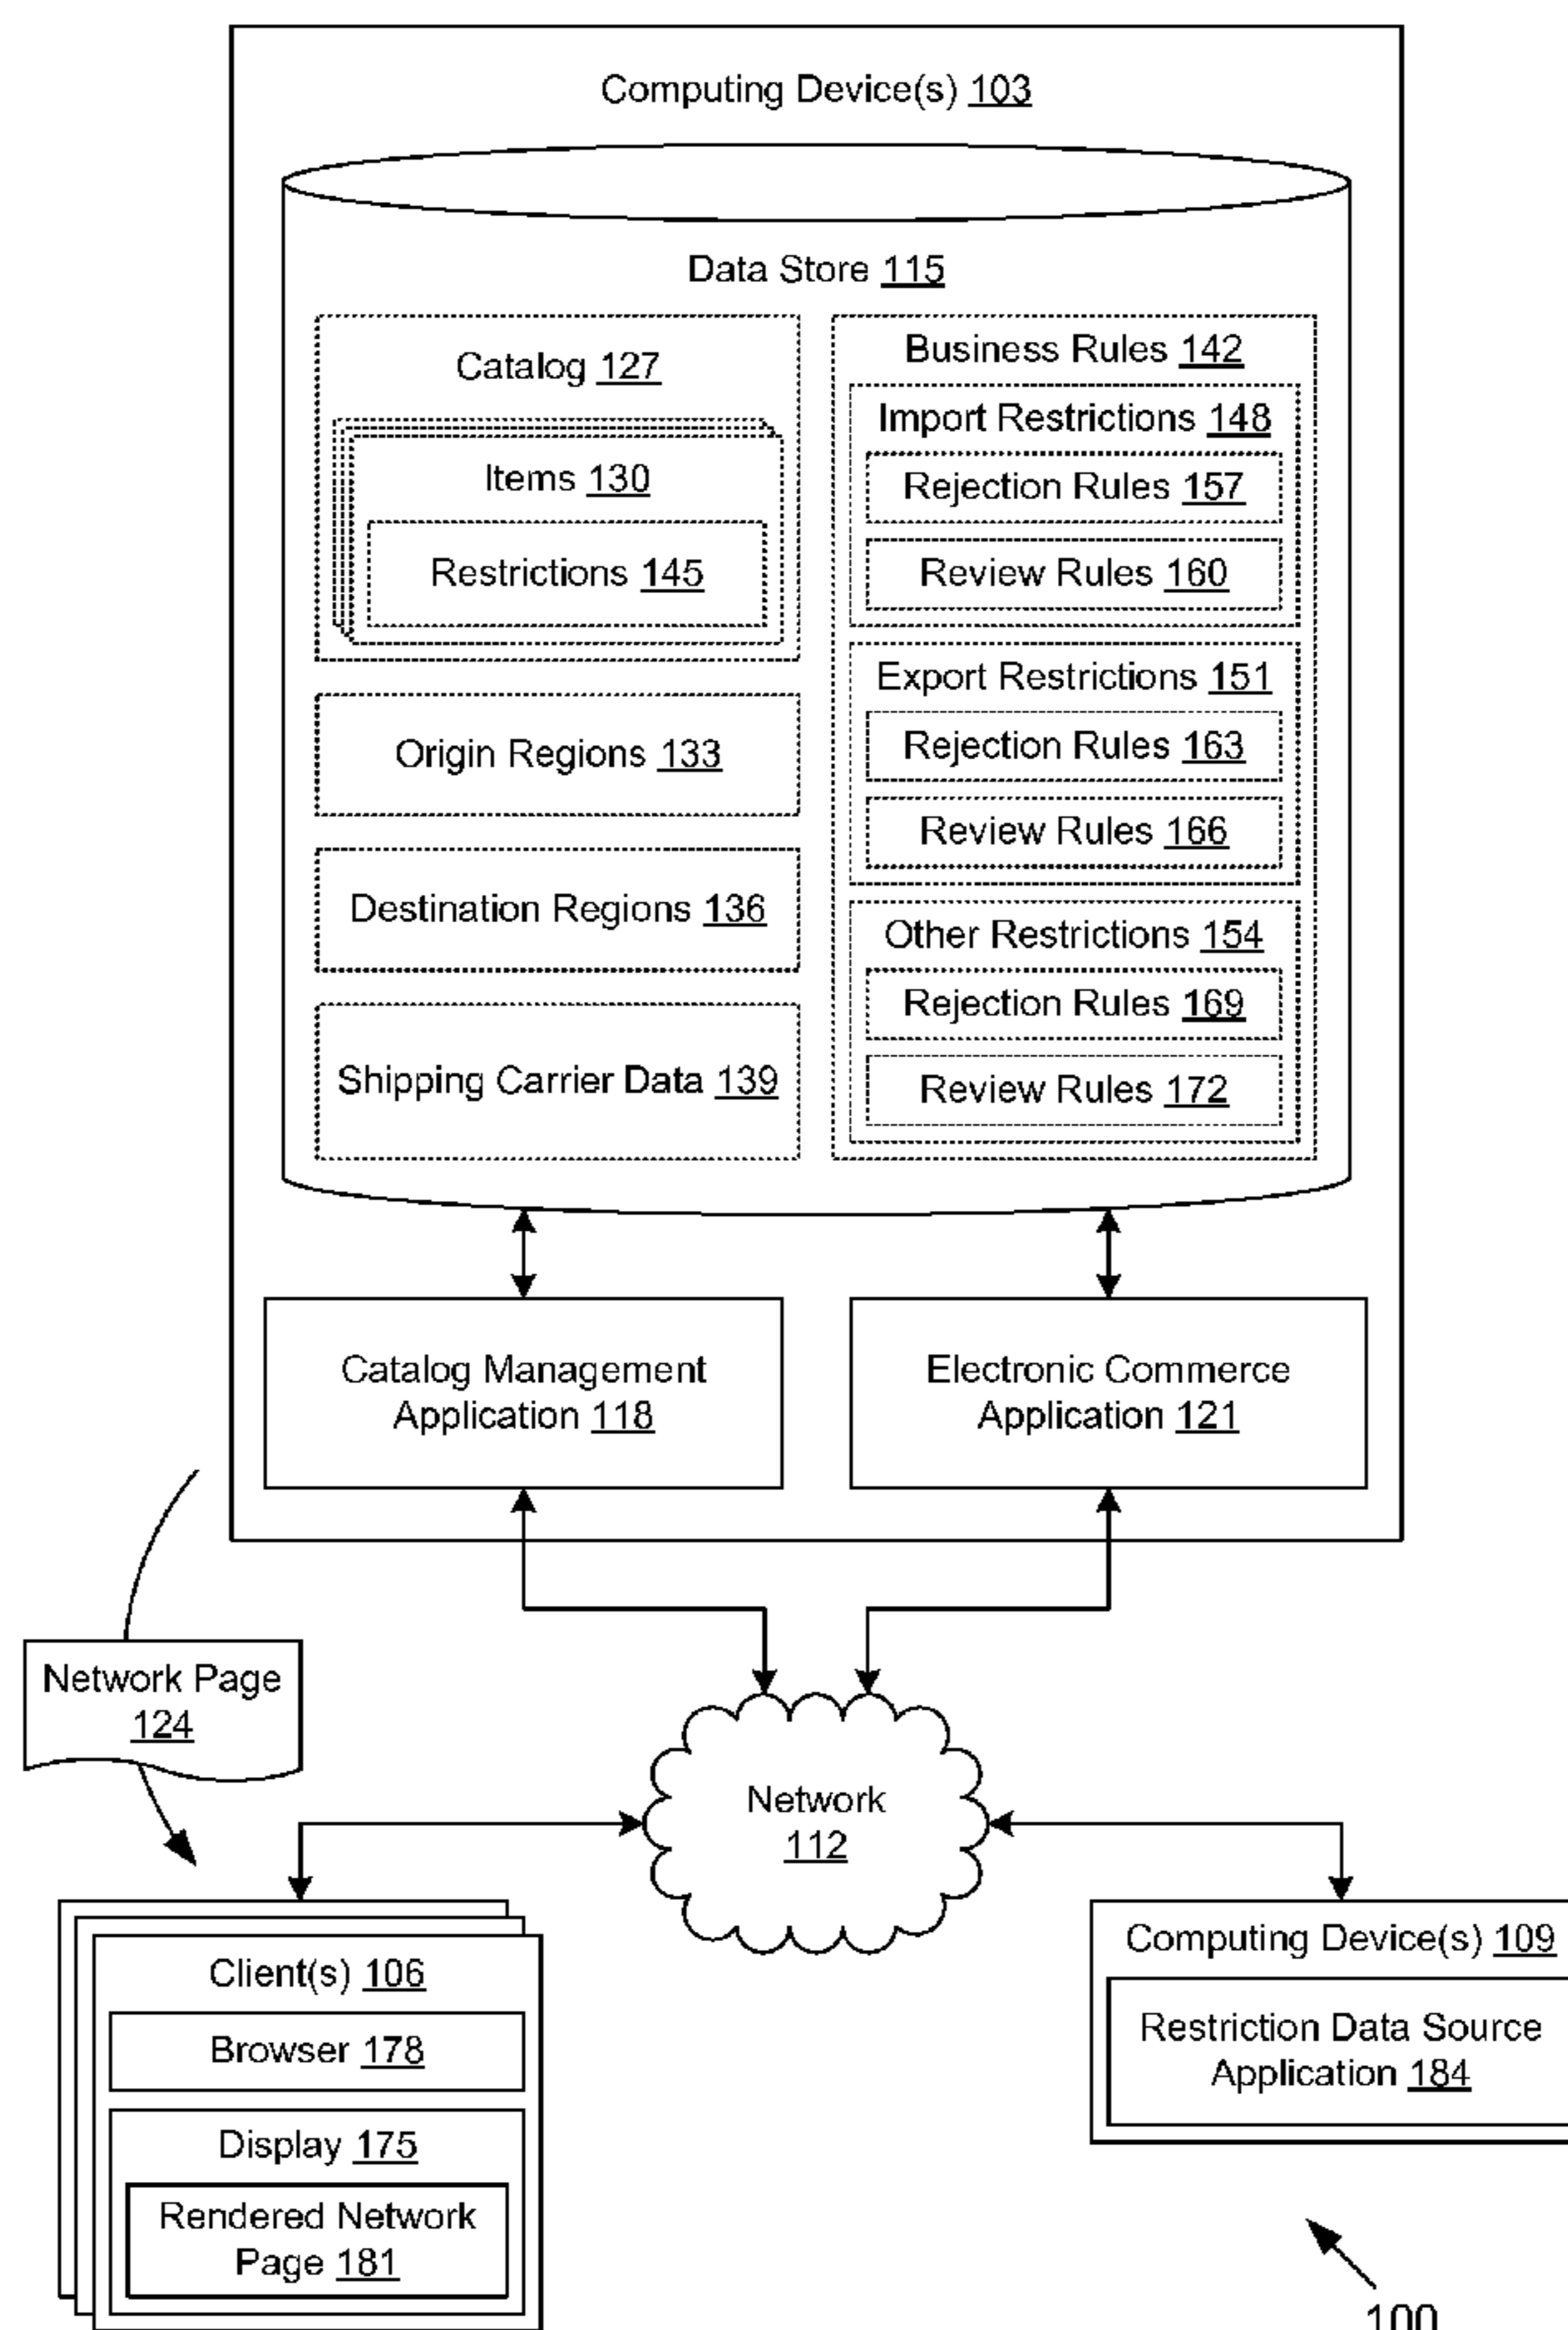 Computing Device(s) 103
Data Store 115
Catalog 127
Items 130
Restrictions 145
Origin Regions 133
Destination Regions 136
Shipping Carrier Data 139
Business Rules 142
Import Restrictions 148
Rejection Rules 157
Review Rules 160
Export Restrictions 151
Rejection Rules 163
Review Rules 166
Other Restrictions 154
Rejection Rules 169
Review Rules 172
Catalog Management
Application 118
Electronic Commerce
Application 121
Network Page
124
Network
112
Client(s) 106
Browser 178
Display 175
Rendered Network
Page 181
Computing Device(s) 109
Restriction Data Source
Application 184
100